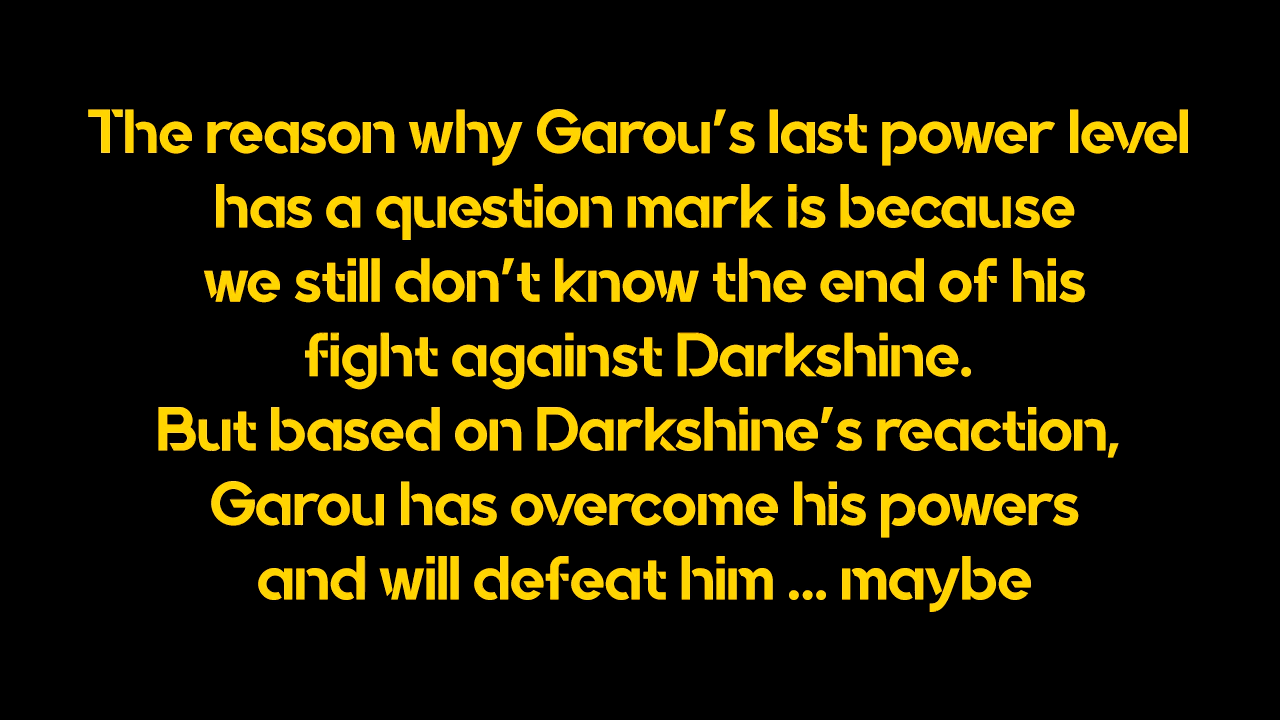 The reason why Garou's last power level
has a question mark is because
we still don't know the end of his
fight against Darkshine.
But based on Darkshine's reaction,
Garou has overcome his powers
and will defeat him ... maybe